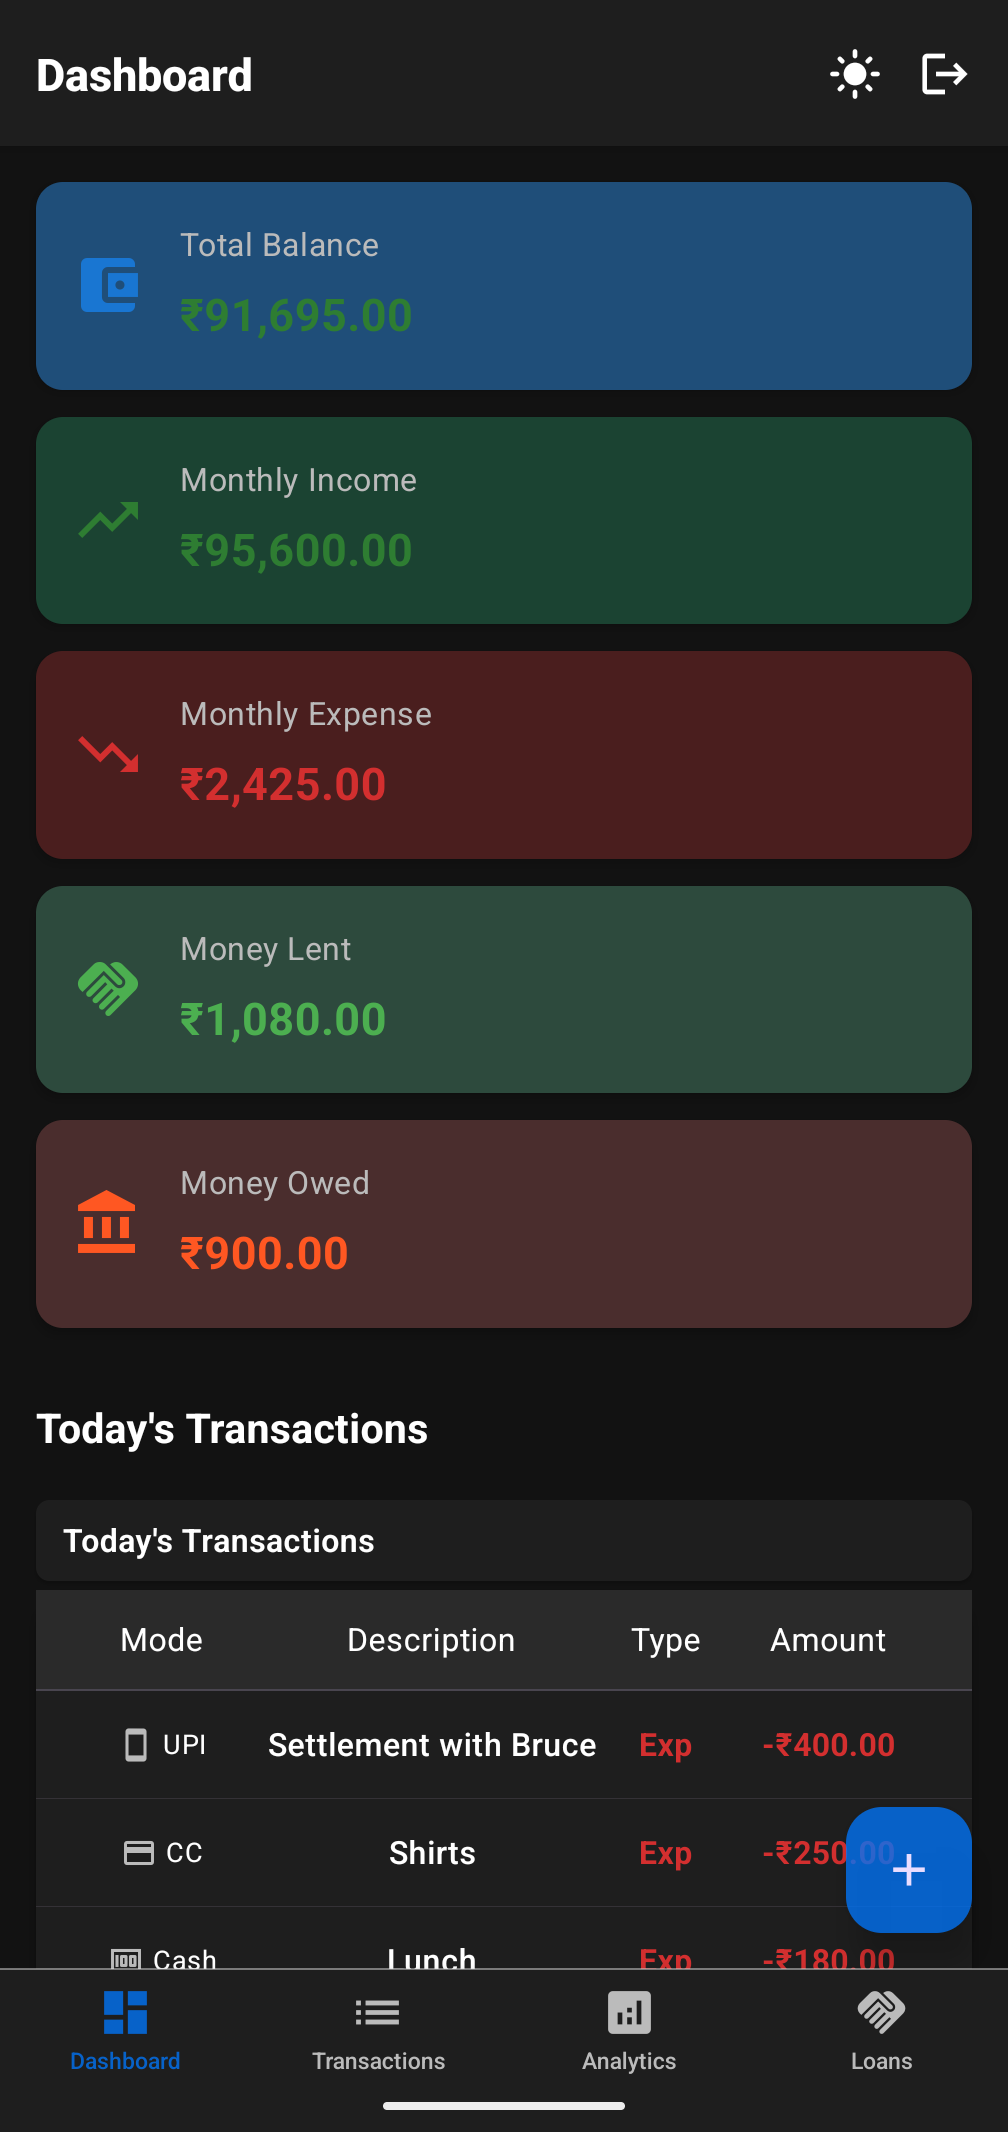 Dashboard
Total Balance
₹91,695.00
Monthly Income
₹95,600.00
Monthly Expense
₹2,425.00
Money Lent
₹1,080.00
Money Owed
₹900.00
Today's Transactions
Today's Transactions
Mode Description Type Amount
UPI Settlement with Bruce Exp -₹400.00
CC Shirts Exp -₹250.00
Cash Lunch Exp -₹180.00
Dashboard Transactions Analytics Loans